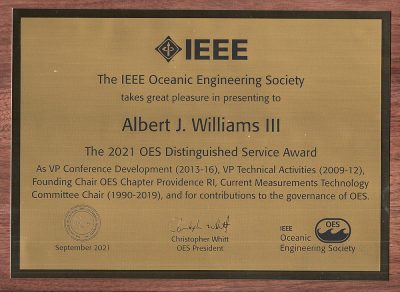 IEEE
The IEEE Oceanic Engineering Society
takes great pleasure in presenting to
Albert J. Williams III
The 2021 OES Distinguished Service Award
As VP Conference Development (2013-16), VP Technical Activities (2009-12),
Founding Chair OES Chapter Providence RI, Current Measurements Technology
Committee Chair (1990-2019), and for contributions to the governance of OES.
September 2021
Christopher Whitt
OES President
IEEE
Oceanic
Engineering Society
OES